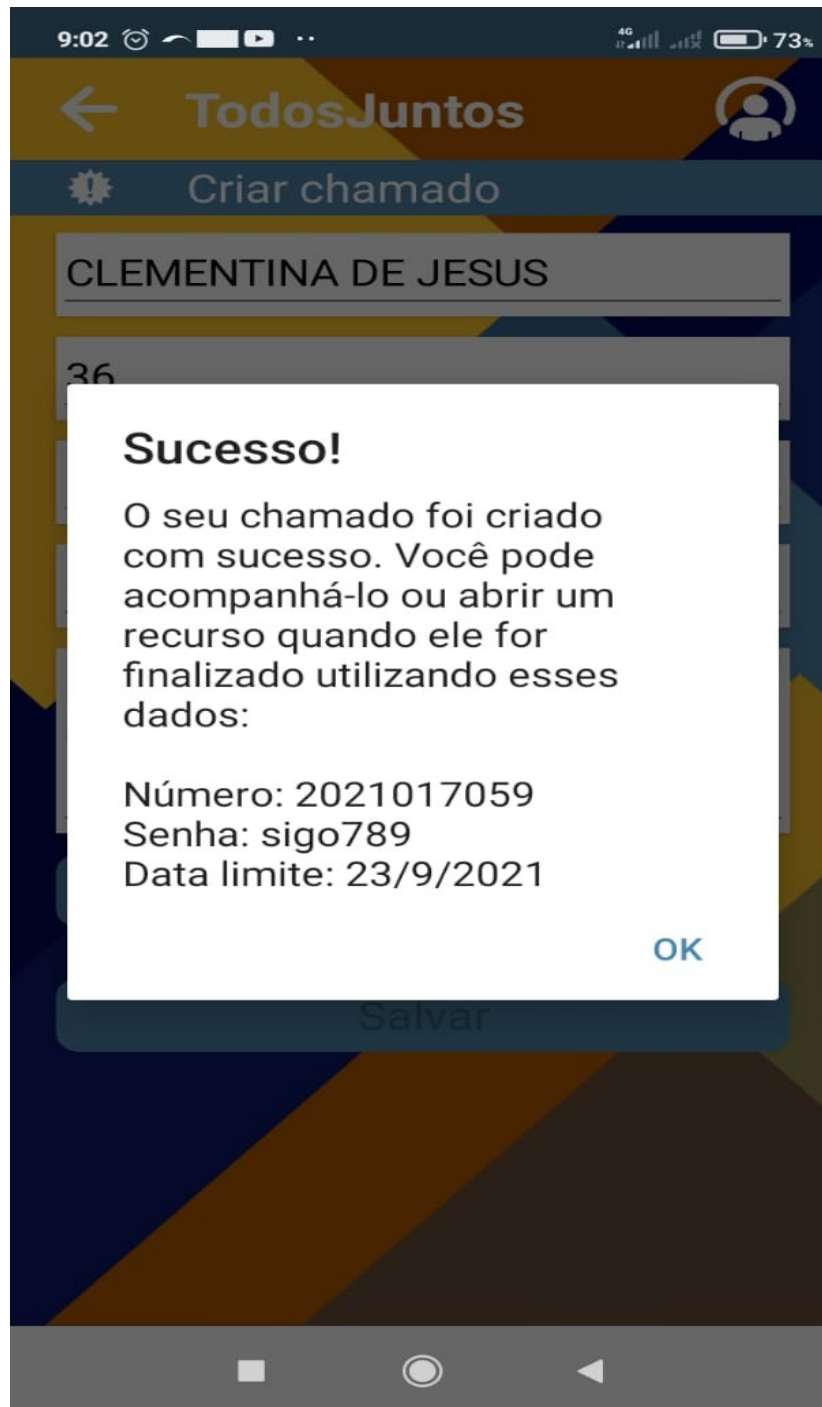 9:02 4G 73%
TodosJuntos
Criar chamado
CLEMENTINA DE JESUS
36
Sucesso!
O seu chamado foi criado
com sucesso. Você pode
acompanhá-lo ou abrir um
recurso quando ele for
finalizado utilizando esses
dados:
Número: 2021017059
Senha: sigo789
Data limite: 23/9/2021
OK
Salvar